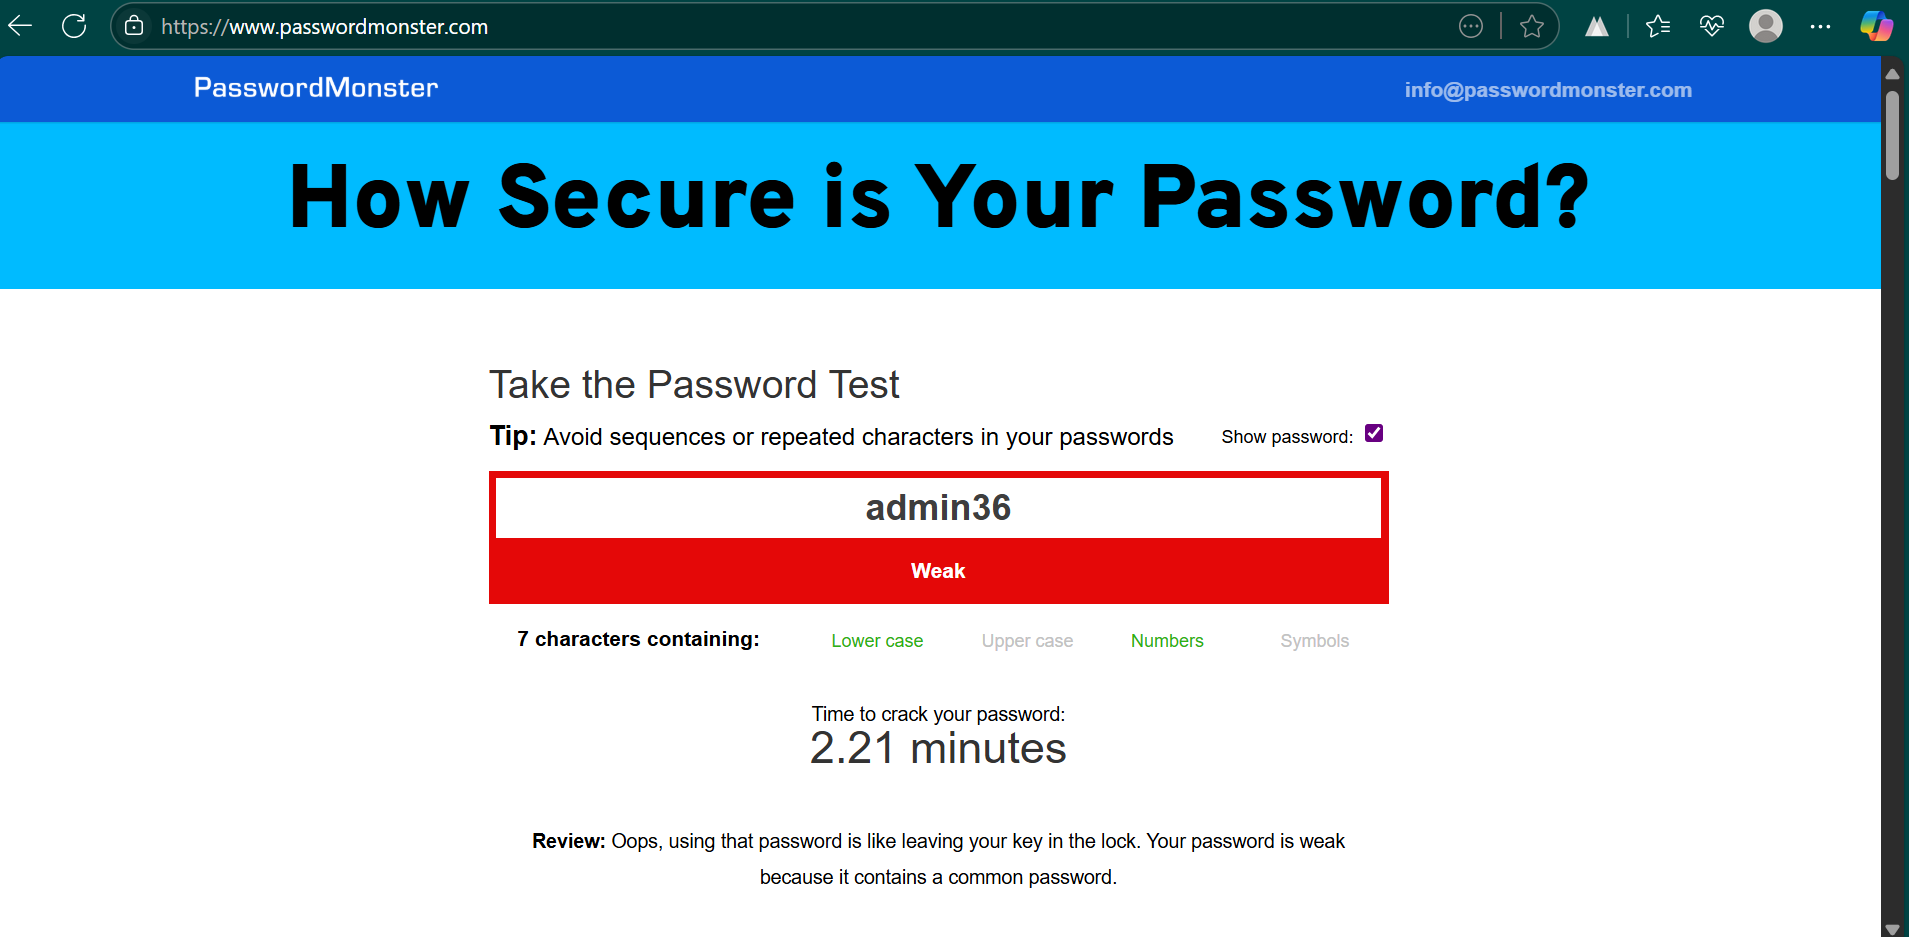 https://www.passwordmonster.com
PasswordMonster
info@passwordmonster.com
How Secure is Your Password?
Take the Password Test
Tip: Avoid sequences or repeated characters in your passwords
Show password:
admin36
Weak
7 characters containing:
Lower case
Upper case
Numbers
Symbols
Time to crack your password:
2.21 minutes
Review: Oops, using that password is like leaving your key in the lock. Your password is weak
because it contains a common password.